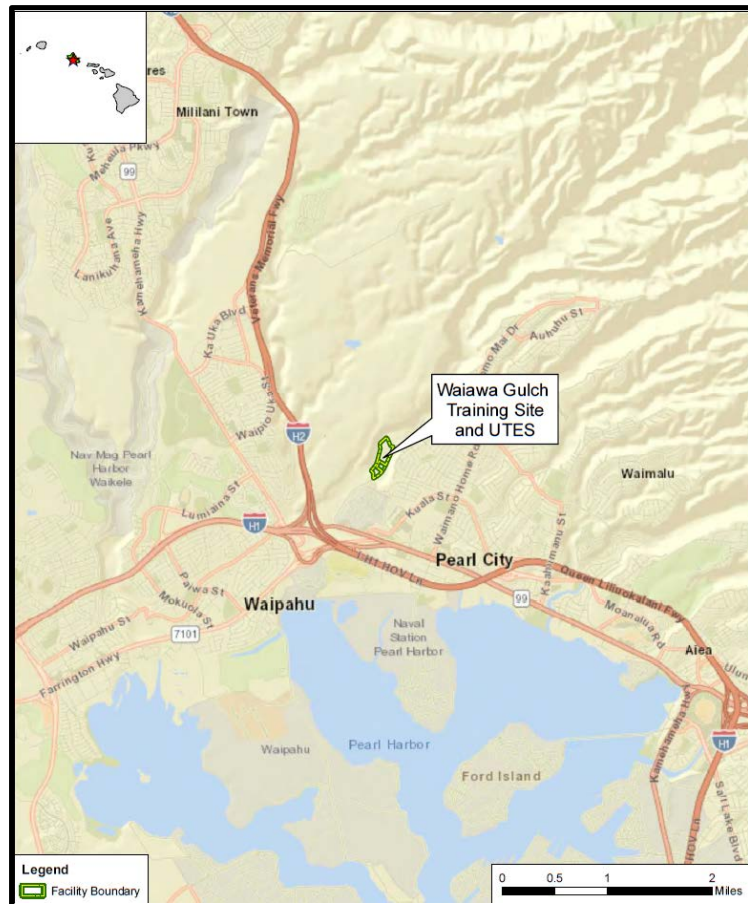 res
Mililani Town
Meheula Pkwy
99
Lanikuhana Ave
Kamehameha Hwy
Veterans Memorial Fwy
Ka Uka Blvd
Auhuhu St
Waiawa Gulch
Training Site
and UTES
Waipio Uka St
H2
Nav Mag Pearl
Harbor
Waikele
Waimano Home Ro
Waimalu
Lumiaina St
Kuala St
H1
Kaahumanu St
Pearl City
Queen Liliuokalani Fwy
Paiwa St
Mokuola St
Waipahu
99
Moanalua Rd
Waipahu St
7101
Naval
Station
Pearl Harbor
Aiea
Farrington Hwy
Kamehameha Hwy
Waipahu
Pearl Harbor
H1
Ford Island
Salt Lake Blvd
HOV Ln
Legend
Facility Boundary
0 0.5 1 2
Miles